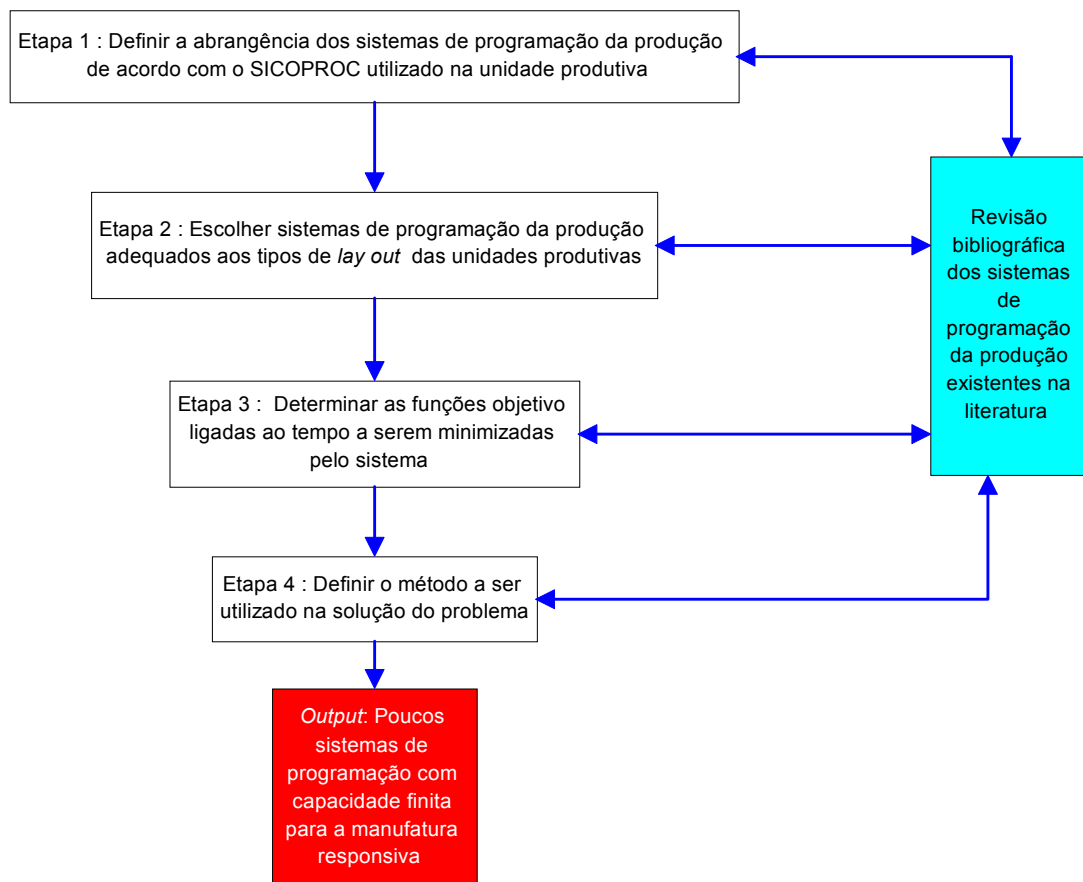 Etapa 1 : Definir a abrangência dos sistemas de programação da produção
de acordo com o SICOPROC utilizado na unidade produtiva
Etapa 2 : Escolher sistemas de programação da produção
adequados aos tipos de lay out das unidades produtivas
Etapa 3 : Determinar as funções objetivo
ligadas ao tempo a serem minimizadas
pelo sistema
Etapa 4 : Definir o método a ser
utilizado na solução do problema
Output: Poucos
sistemas de
programação com
capacidade finita
para a manufatura
responsiva
Revisão
bibliográfica
dos sistemas
de
programação
da produção
existentes na
literatura